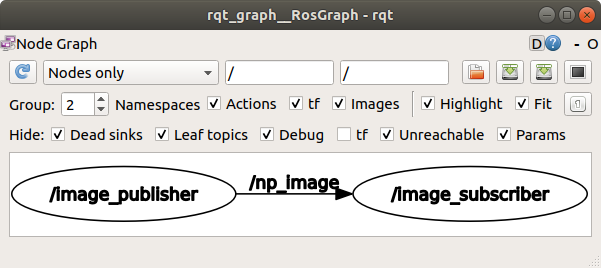 rqt_graph__RosGraph - rqt
Node Graph D ? - O
Nodes only / /
Group: 2 Namespaces Actions tf Images Highlight Fit
Hide: Dead sinks Leaf topics Debug tf Unreachable Params
/image_publisher /np_image /image_subscriber